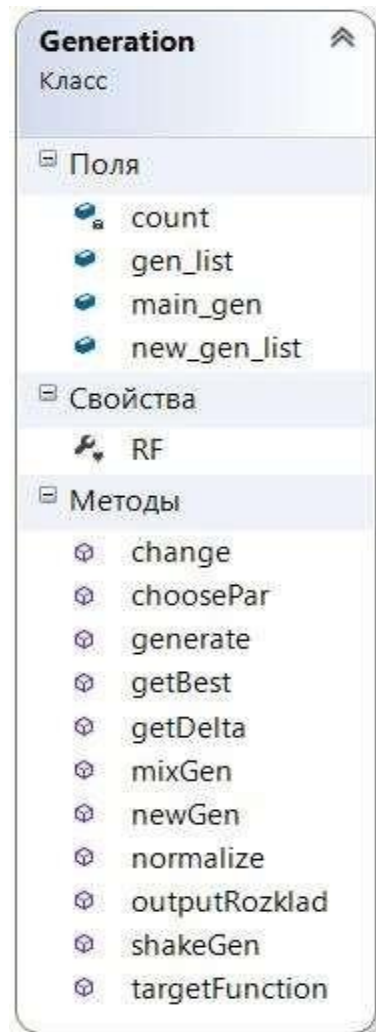 Generation
Класс
Поля
count
gen_list
main_gen
new_gen_list
Свойства
RF
Методы
change
choosePar
generate
getBest
getDelta
mixGen
newGen
normalize
outputRozklad
shakeGen
targetFunction